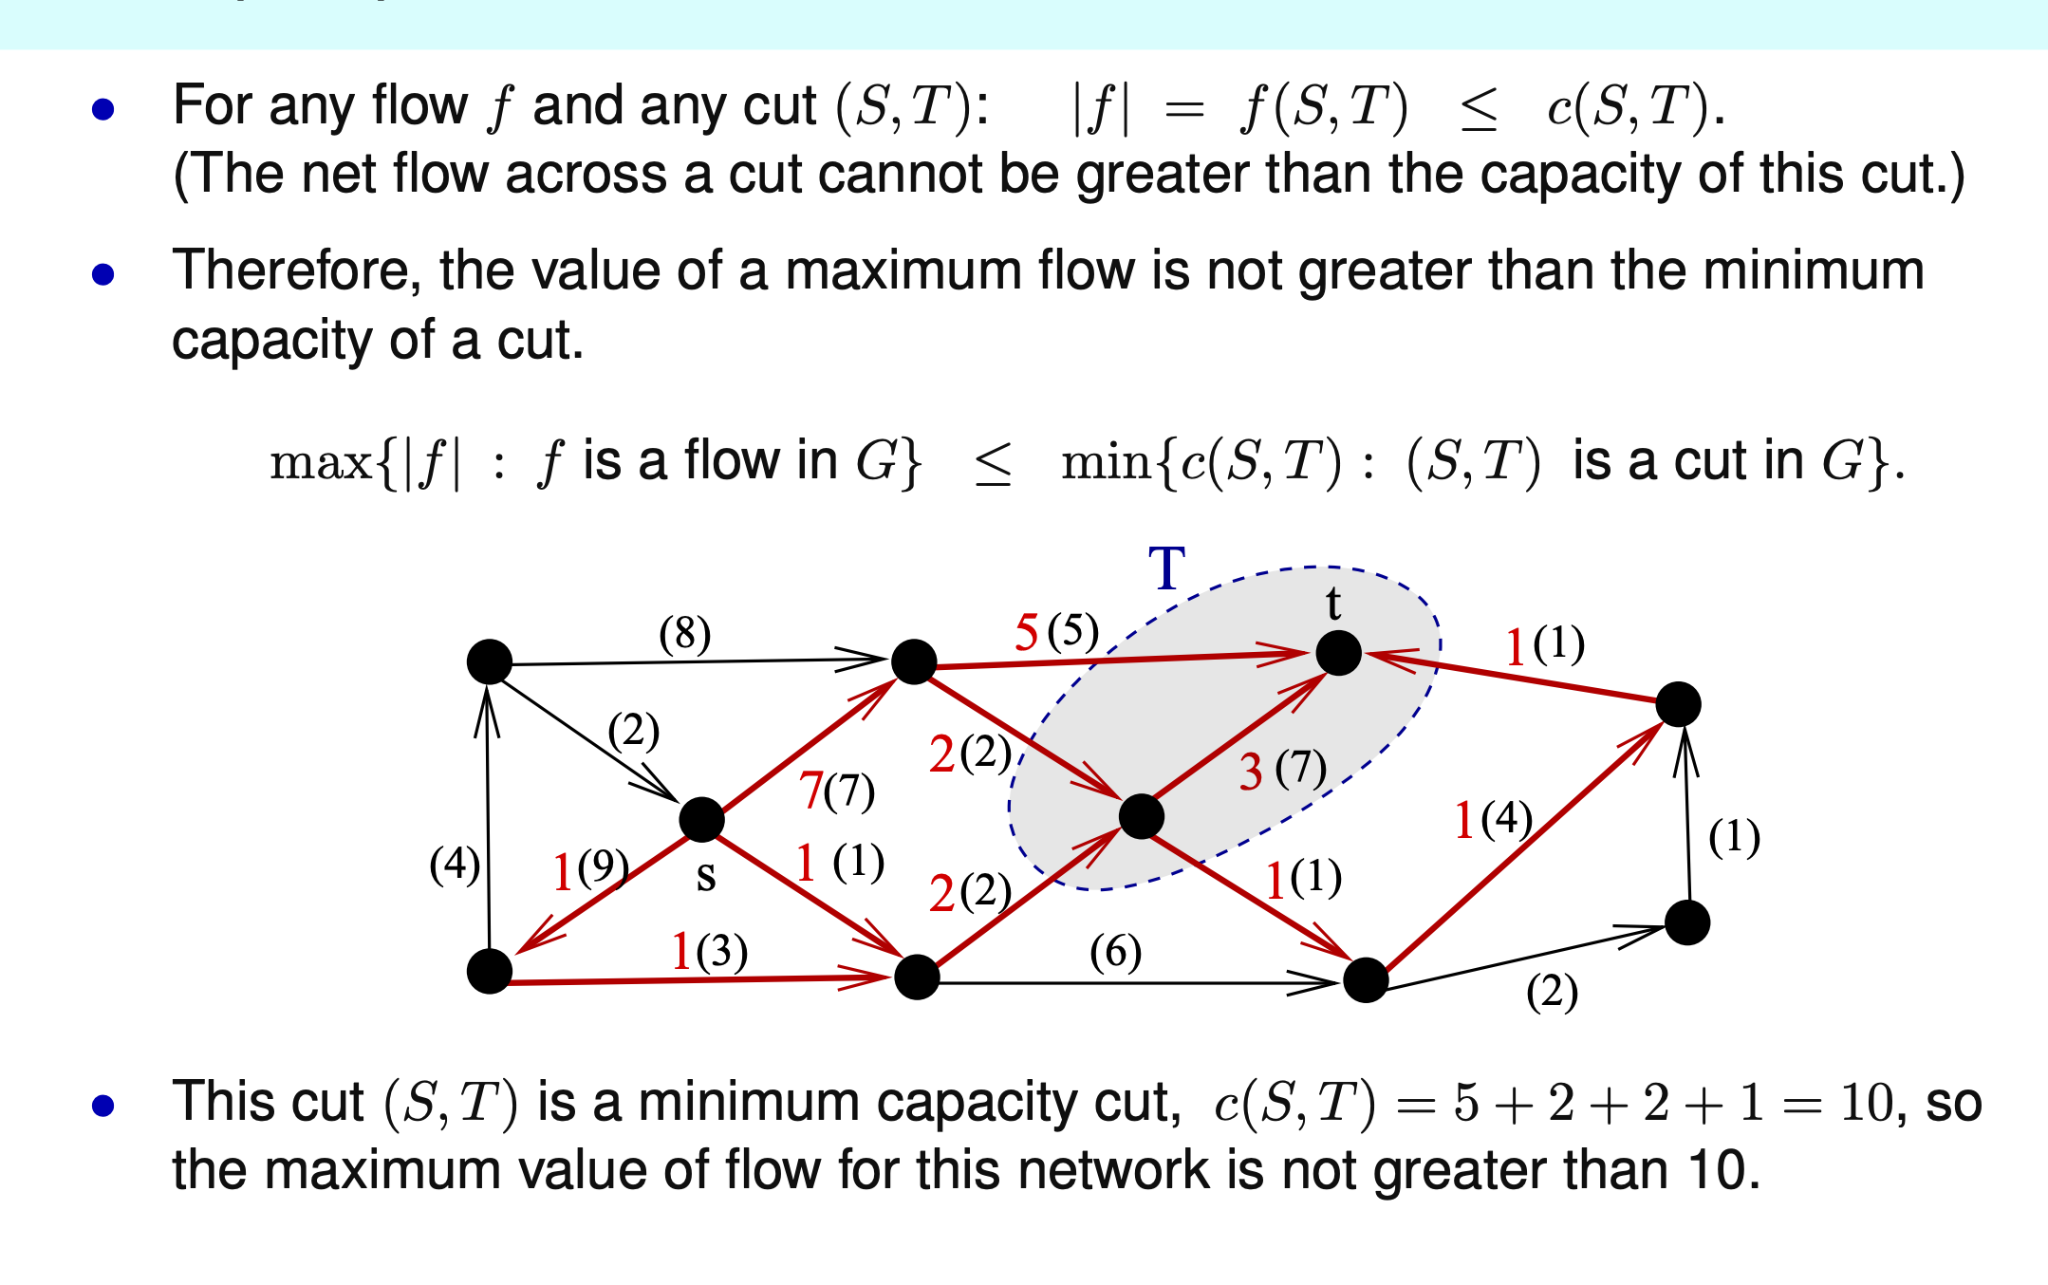 • For any flow f and any cut (S, T): |f| = f(S, T) ≤ c(S, T).
(The net flow across a cut cannot be greater than the capacity of this cut.)
• Therefore, the value of a maximum flow is not greater than the minimum
capacity of a cut.
max{|f| : f is a flow in G} ≤ min{c(S, T) : (S, T) is a cut in G}.
T
t
(8)
5 (5)
1 (1)
(2)
2 (2)
3 (7)
7 (7)
1 (4)
(1)
(4)
1 (9)
s
1 (1)
2 (2)
1 (1)
1 (3)
(6)
(2)
• This cut (S, T) is a minimum capacity cut, c(S, T) = 5 + 2 + 2 + 1 = 10, so
the maximum value of flow for this network is not greater than 10.